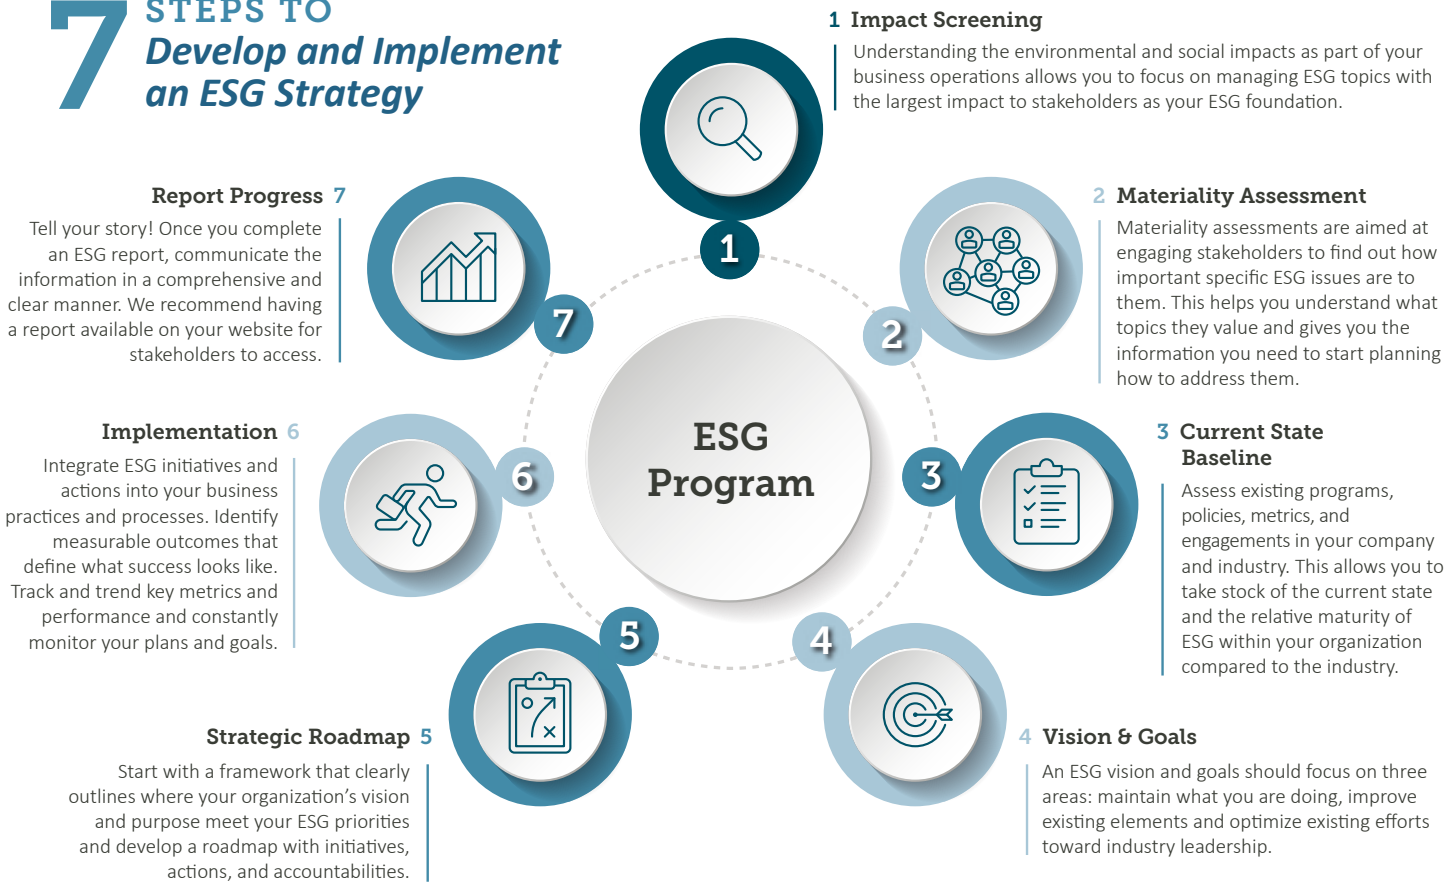 7
STEPS TO
Develop and Implement
an ESG Strategy
1 Impact Screening
Understanding the environmental and social impacts as part of your
business operations allows you to focus on managing ESG topics with
the largest impact to stakeholders as your ESG foundation.
2 Materiality Assessment
Materiality assessments are aimed at
engaging stakeholders to find out how
important specific ESG issues are to
them. This helps you understand what
topics they value and gives you the
information you need to start planning
how to address them.
3 Current State
Baseline
Assess existing programs,
policies, metrics, and
engagements in your company
and industry. This allows you to
take stock of the current state
and the relative maturity of
ESG within your organization
compared to the industry.
4 Vision & Goals
An ESG vision and goals should focus on three
areas: maintain what you are doing, improve
existing elements and optimize existing efforts
toward industry leadership.
Strategic Roadmap 5
Start with a framework that clearly
outlines where your organization's vision
and purpose meet your ESG priorities
and develop a roadmap with initiatives,
actions, and accountabilities.
Implementation 6
Integrate ESG initiatives and
actions into your business
practices and processes. Identify
measurable outcomes that
define what success looks like.
Track and trend key metrics and
performance and constantly
monitor your plans and goals.
Report Progress 7
Tell your story! Once you complete
an ESG report, communicate the
information in a comprehensive and
clear manner. We recommend having
a report available on your website for
stakeholders to access.
1
2
3
4
5
6
7
ESG
Program